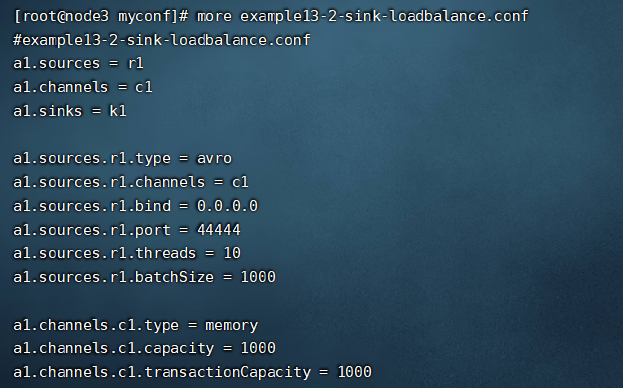 [root@node3 myconf]# more example13-2-sink-loadbalance.conf
#example13-2-sink-loadbalance.conf
a1.sources = r1
a1.channels = c1
a1.sinks = k1
a1.sources.r1.type = avro
a1.sources.r1.channels = c1
a1.sources.r1.bind = 0.0.0.0
a1.sources.r1.port = 44444
a1.sources.r1.threads = 10
a1.sources.r1.batchSize = 1000
a1.channels.c1.type = memory
a1.channels.c1.capacity = 1000
a1.channels.c1.transactionCapacity = 1000